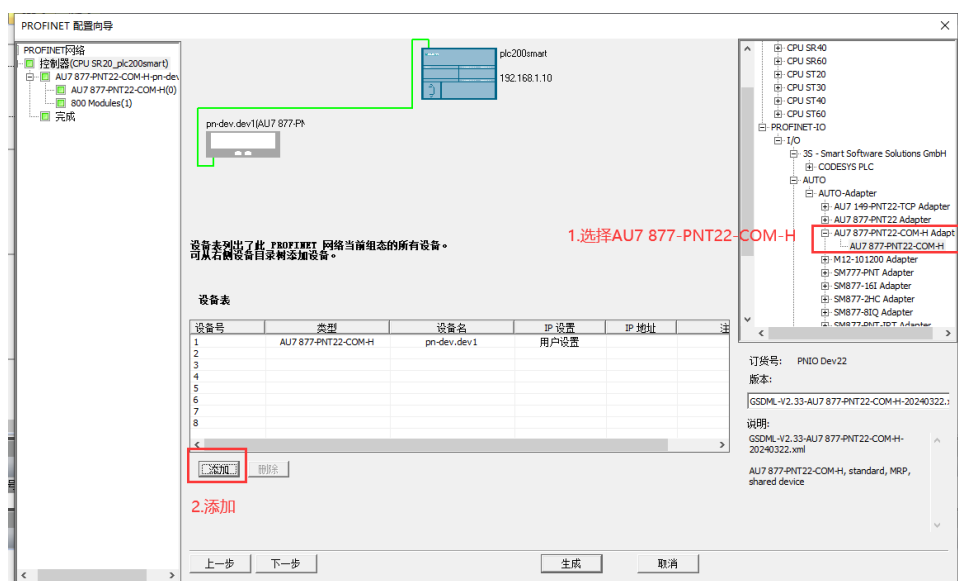 PROFINET 配置向导
PROFINET网络
控制器(CPU SR20_plc200smart)
AU7 877-PNT22-COM-H-pn-dev
AU7 877-PNT22-COM-H(0)
800 Modules(1)
完成
plc200smart
192.168.1.10
pn-dev.dev1(AU7 877-PN
设备表列出了此 PROFINET 网络当前组态的所有设备。
可从右侧设备目录树添加设备。
设备表
设备号 类型 设备名 IP 设置 IP 地址 注
1 AU7 877-PNT22-COM-H pn-dev.dev1 用户设置
2
3
4
5
6
7
8
添加 删除
2.添加
上一步 下一步 生成 取消
1.选择AU7 877-PNT22-COM-H
CPU SR40
CPU SR60
CPU ST20
CPU ST30
CPU ST40
CPU ST60
PROFINET-IO
I/O
3S - Smart Software Solutions GmbH
CODESYS PLC
AUTO
AUTO-Adapter
AU7 149-PNT22-TCP Adapter
AU7 877-PNT22 Adapter
AU7 877-PNT22-COM-H Adapt
AU7 877-PNT22-COM-H
M12-101200 Adapter
SM777-PNT Adapter
SM877-16I Adapter
SM877-2HC Adapter
SM877-8IQ Adapter
SM877-PNT-IRT Adapter
订货号: PNIO Dev22
版本:
GSDML-V2.33-AU7 877-PNT22-COM-H-20240322.
说明:
GSDML-V2.33-AU7 877-PNT22-COM-H-
20240322.xml
AU7 877-PNT22-COM-H, standard, MRP,
shared device